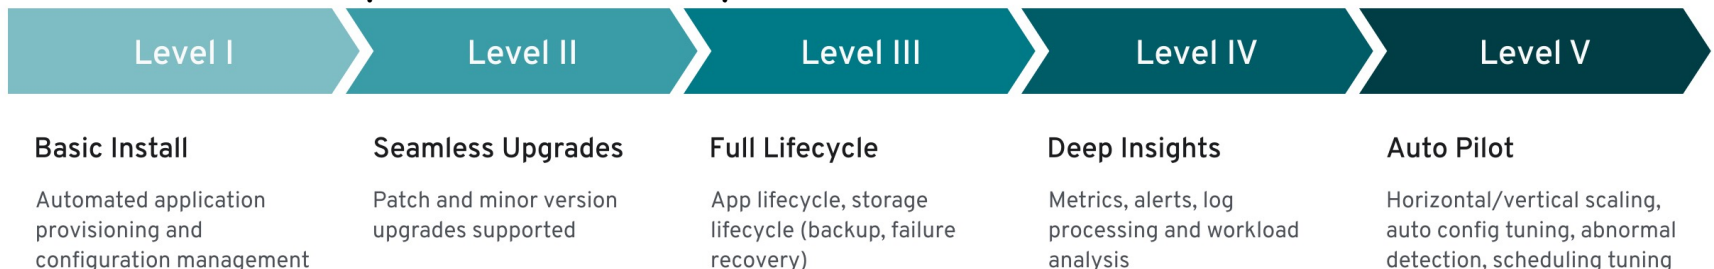 Level I
Level II
Level III
Level IV
Level V
Basic Install
Automated application
provisioning and
configuration management
Seamless Upgrades
Patch and minor version
upgrades supported
Full Lifecycle
App lifecycle, storage
lifecycle (backup, failure
recovery)
Deep Insights
Metrics, alerts, log
processing and workload
analysis
Auto Pilot
Horizontal/vertical scaling,
auto config tuning, abnormal
detection, scheduling tuning